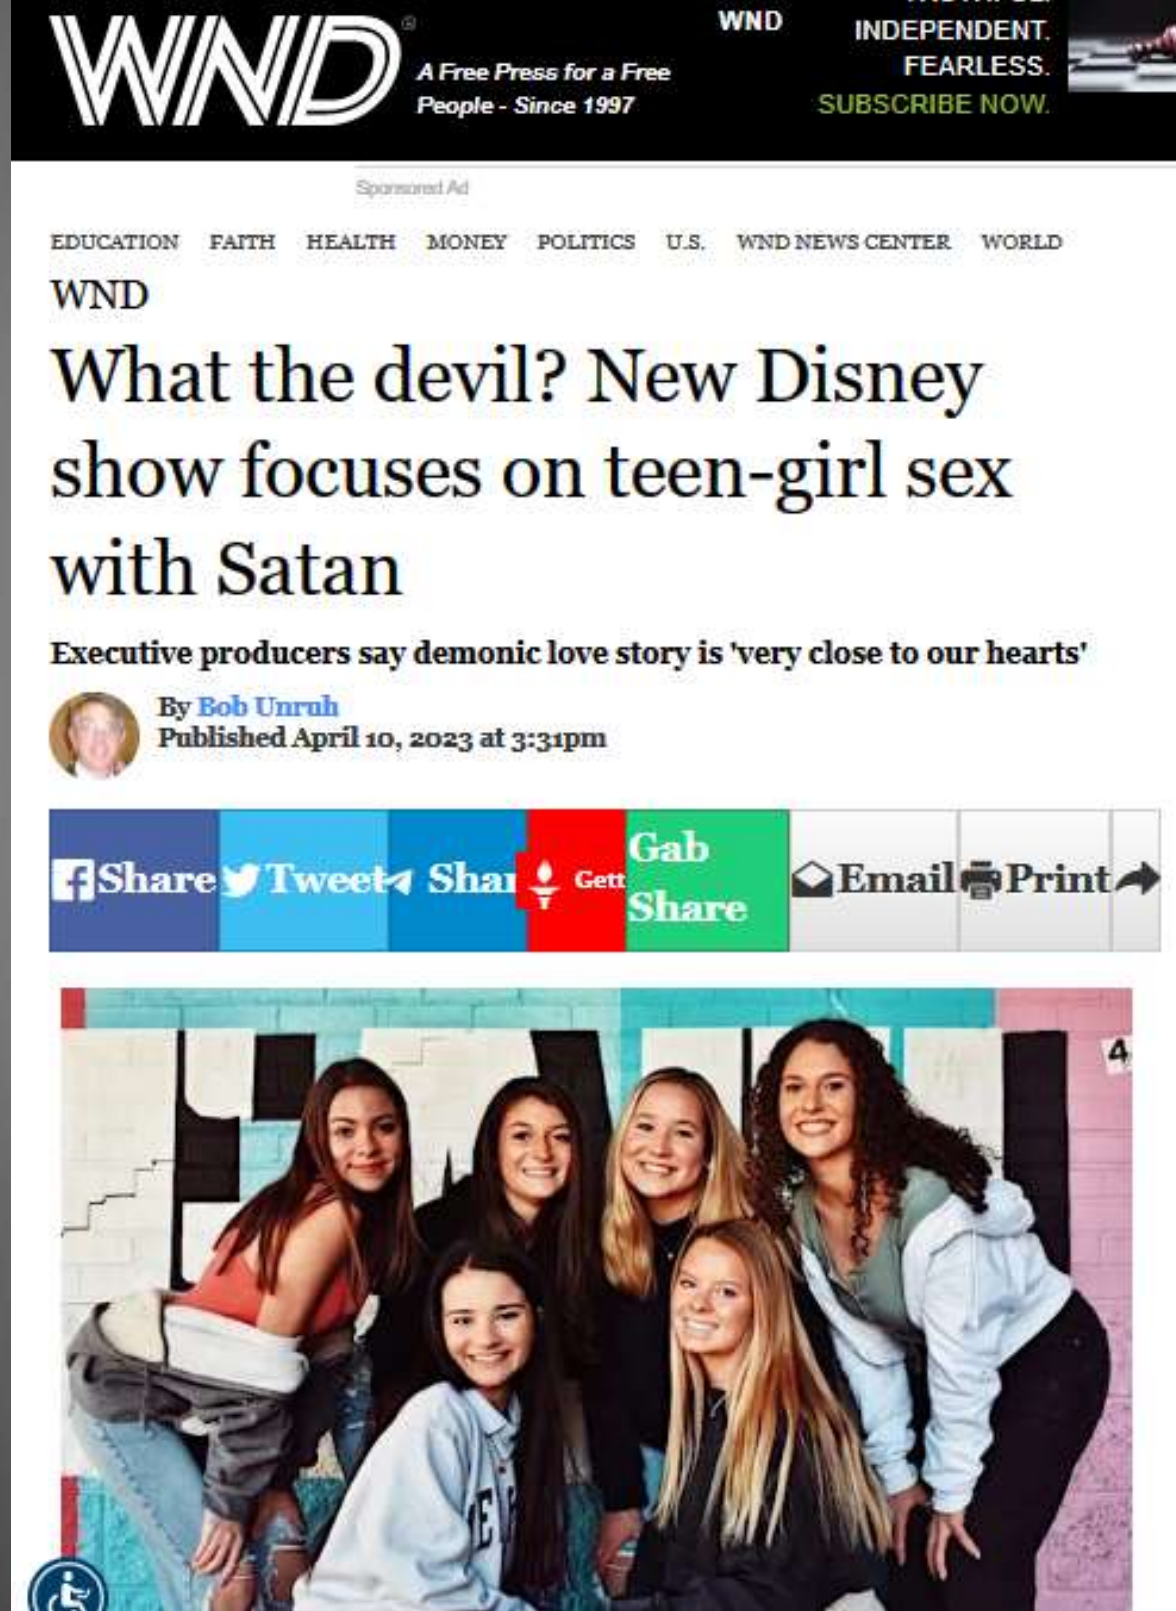 WND
A Free Press for a Free
People - Since 1997
WND
INDEPENDENT.
FEARLESS.
SUBSCRIBE NOW.
Sponsored Ad
EDUCATION FAITH HEALTH MONEY POLITICS U.S. WND NEWS CENTER WORLD
WND
What the devil? New Disney
show focuses on teen-girl sex
with Satan
Executive producers say demonic love story is 'very close to our hearts'
By Bob Unruh
Published April 10, 2023 at 3:31pm
Share Tweet Shar Gett Gab
Share Email Print
4